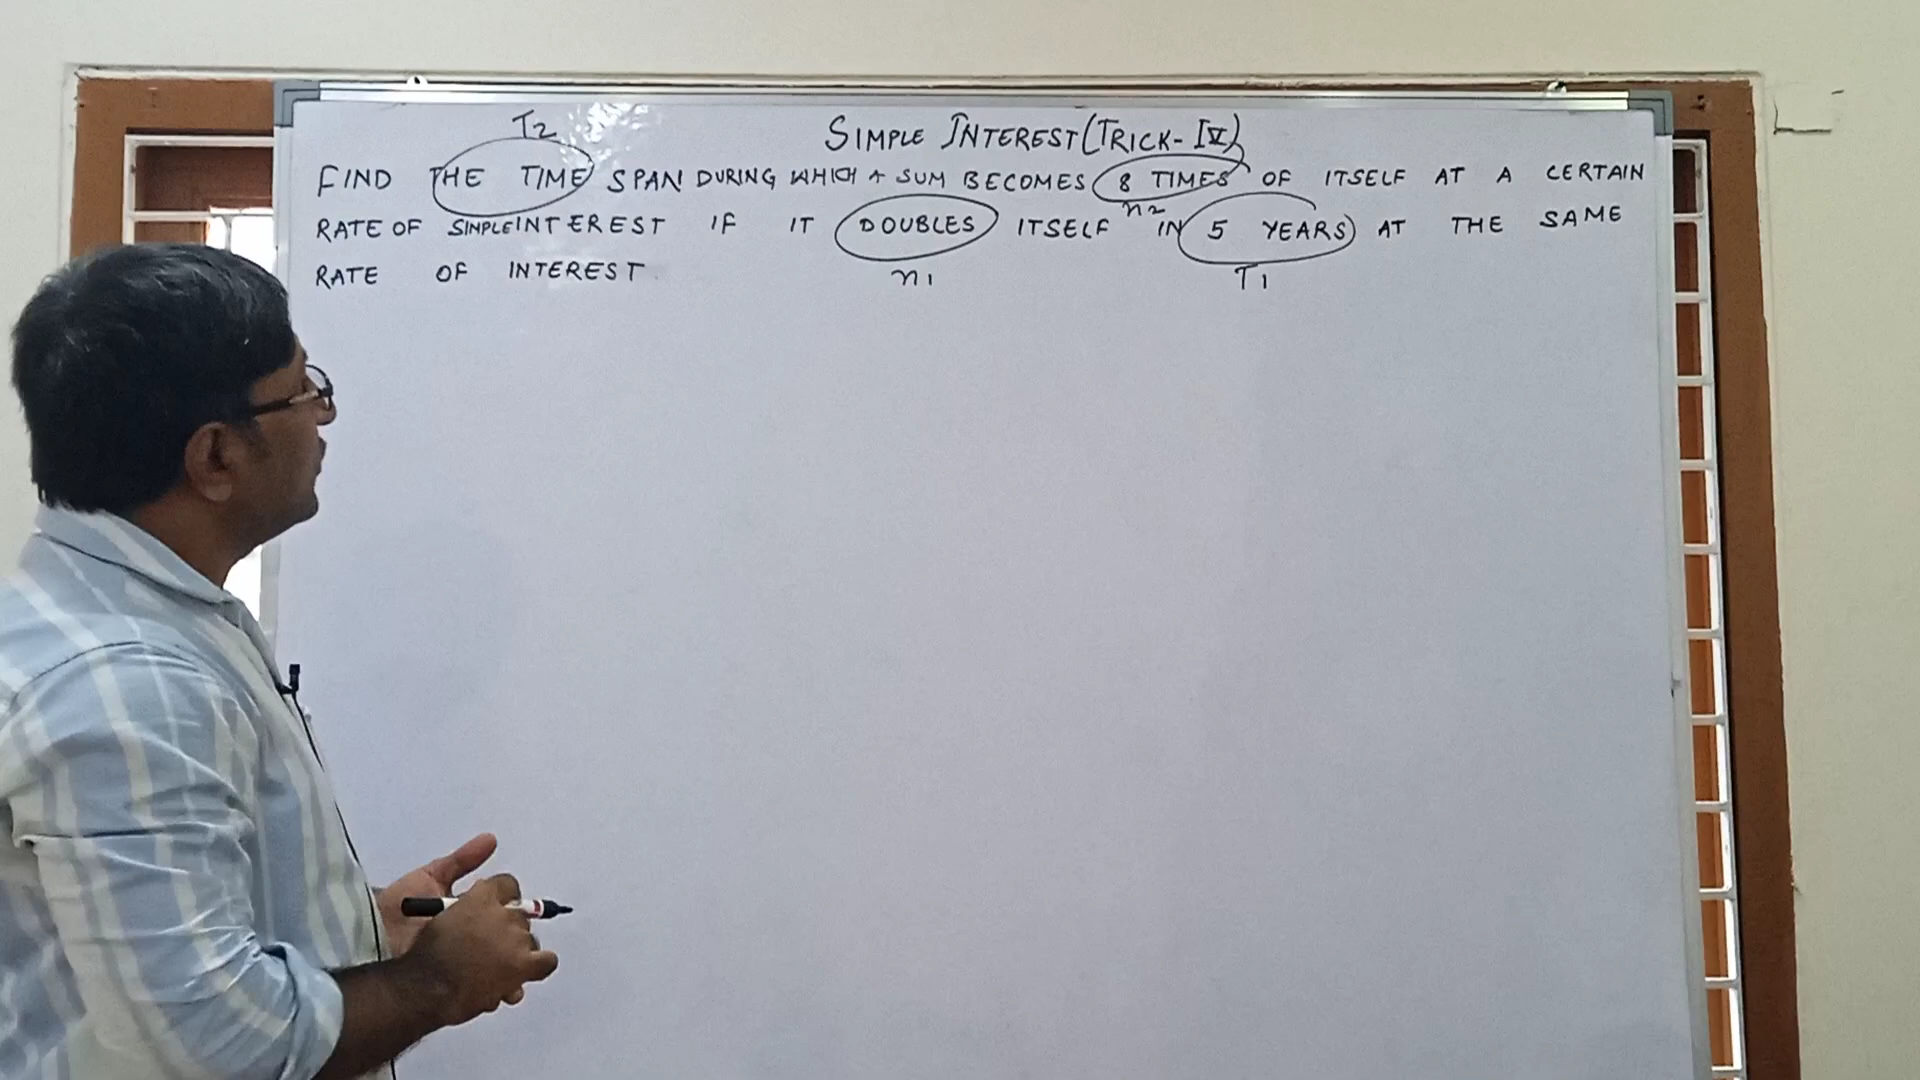 T2
SIMPLE INTEREST (TRICK-IV)
FIND THE TIME SPAN DURING WHICH A SUM BECOMES 8 TIMES OF ITSELF AT A CERTAIN
n2
RATE OF SIMPLE INTEREST IF IT DOUBLES ITSELF IN 5 YEARS AT THE SAME
n1 T1
RATE OF INTEREST